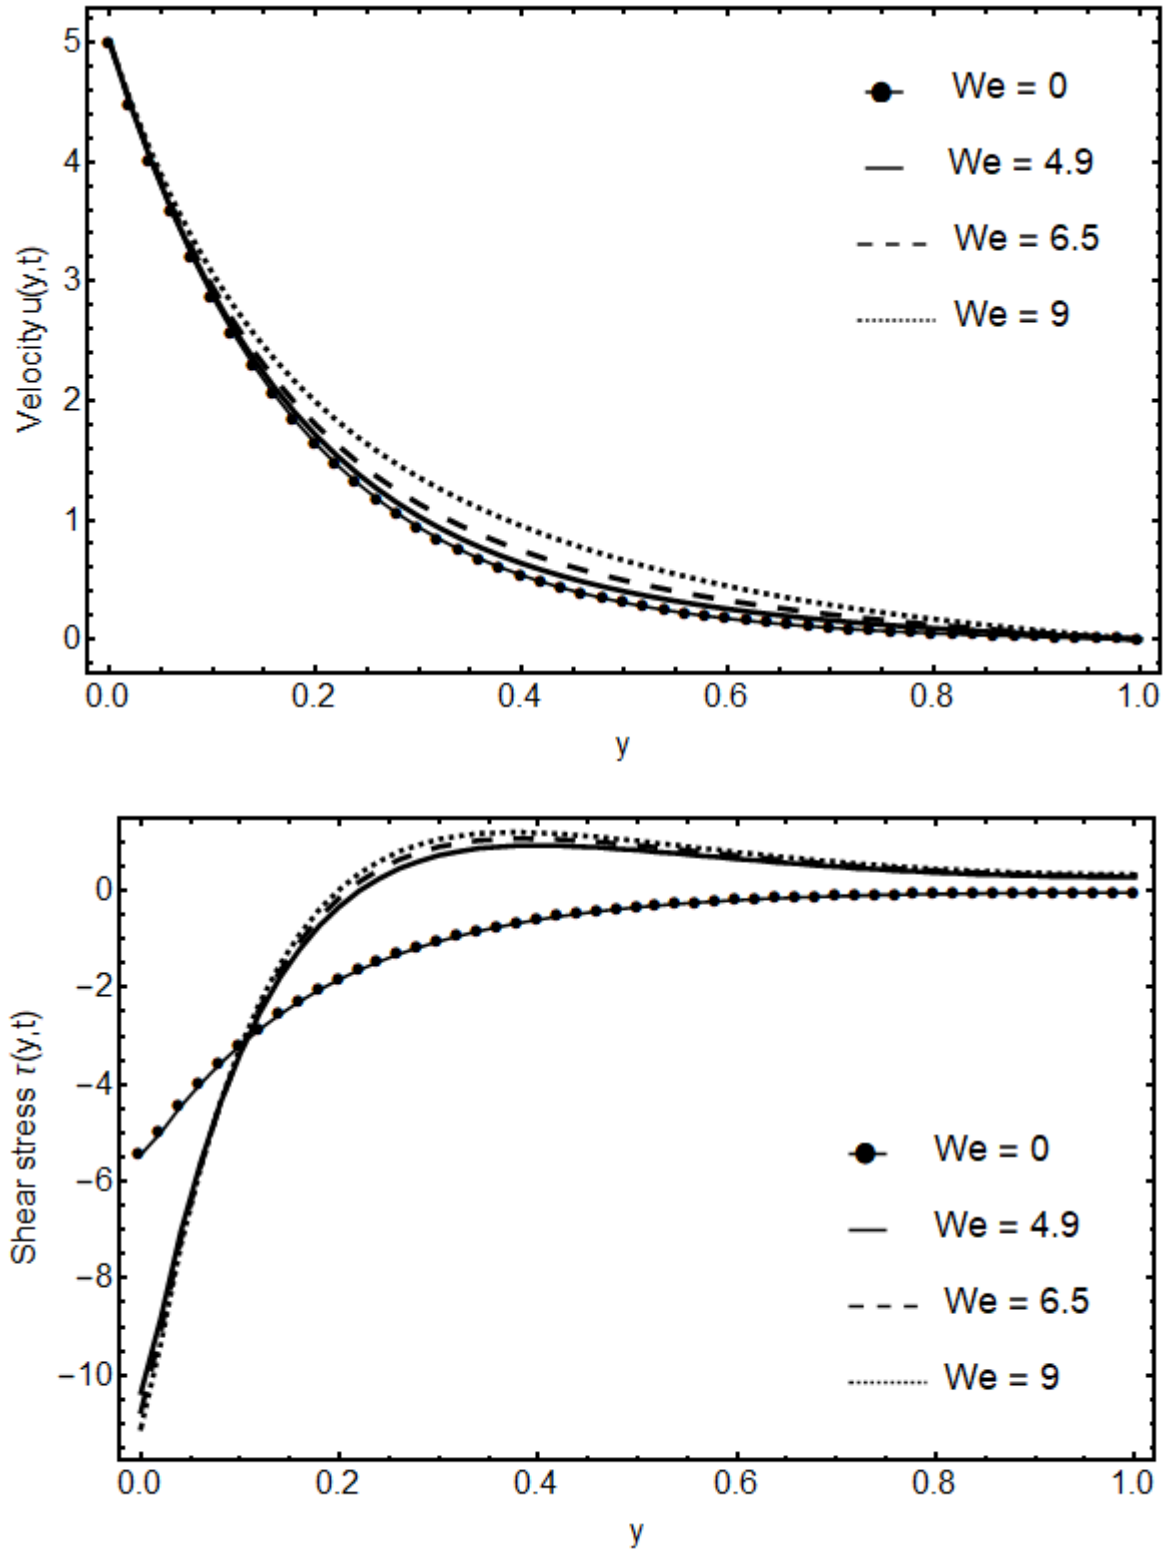 Velocity u(y,t)
5
4
3
2
1
0
We = 0
We = 4.9
We = 6.5
We = 9
0.0 0.2 0.4 0.6 0.8 1.0
y
Shear stress τ(y,t)
0
−2
−4
−6
−8
−10
We = 0
We = 4.9
We = 6.5
We = 9
0.0 0.2 0.4 0.6 0.8 1.0
y